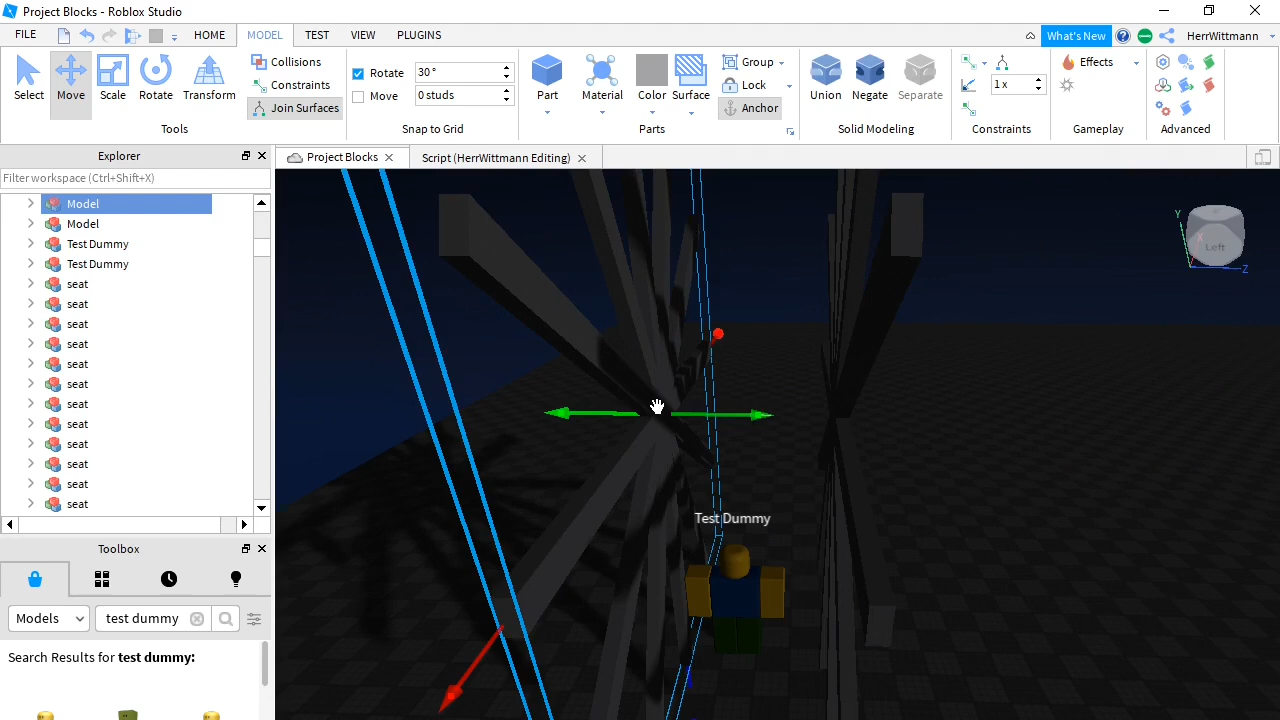 Project Blocks - Roblox Studio
FILE HOME MODEL TEST VIEW PLUGINS What's New HerrWittmann
Select Move Scale Rotate Transform
Collisions
Constraints
Join Surfaces
Tools
Rotate 30°
Move 0 studs
Snap to Grid
Part Material Color Surface
Group
Lock
Anchor
Parts
Union Negate Separate
Solid Modeling
1 x
Constraints
Effects
Gameplay
Advanced
Explorer
Filter workspace (Ctrl+Shift+X)
Model
Model
Test Dummy
Test Dummy
seat
seat
seat
seat
seat
seat
seat
seat
seat
seat
seat
seat
Toolbox
Models test dummy
Search Results for test dummy:
Project Blocks Script (HerrWittmann Editing)
Y
X
Left
Z
Test Dummy